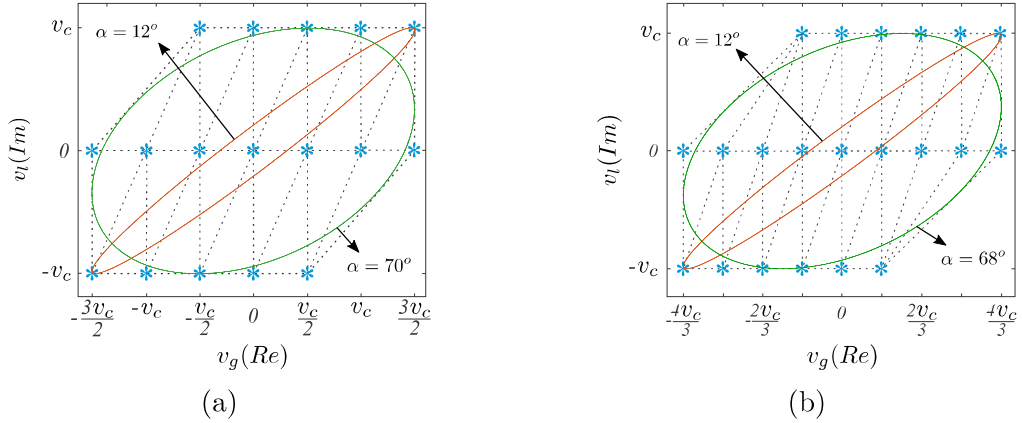 v_c
α = 12°
0
-v_c
α = 70°
-3v_c/2
-v_c
-v_c/2
0
v_c/2
v_c
3v_c/2
v_l(Im)
v_g(Re)
(a)
v_c
α = 12°
0
-v_c
α = 68°
-4v_c/3
-2v_c/3
0
2v_c/3
4v_c/3
v_l(Im)
v_g(Re)
(b)